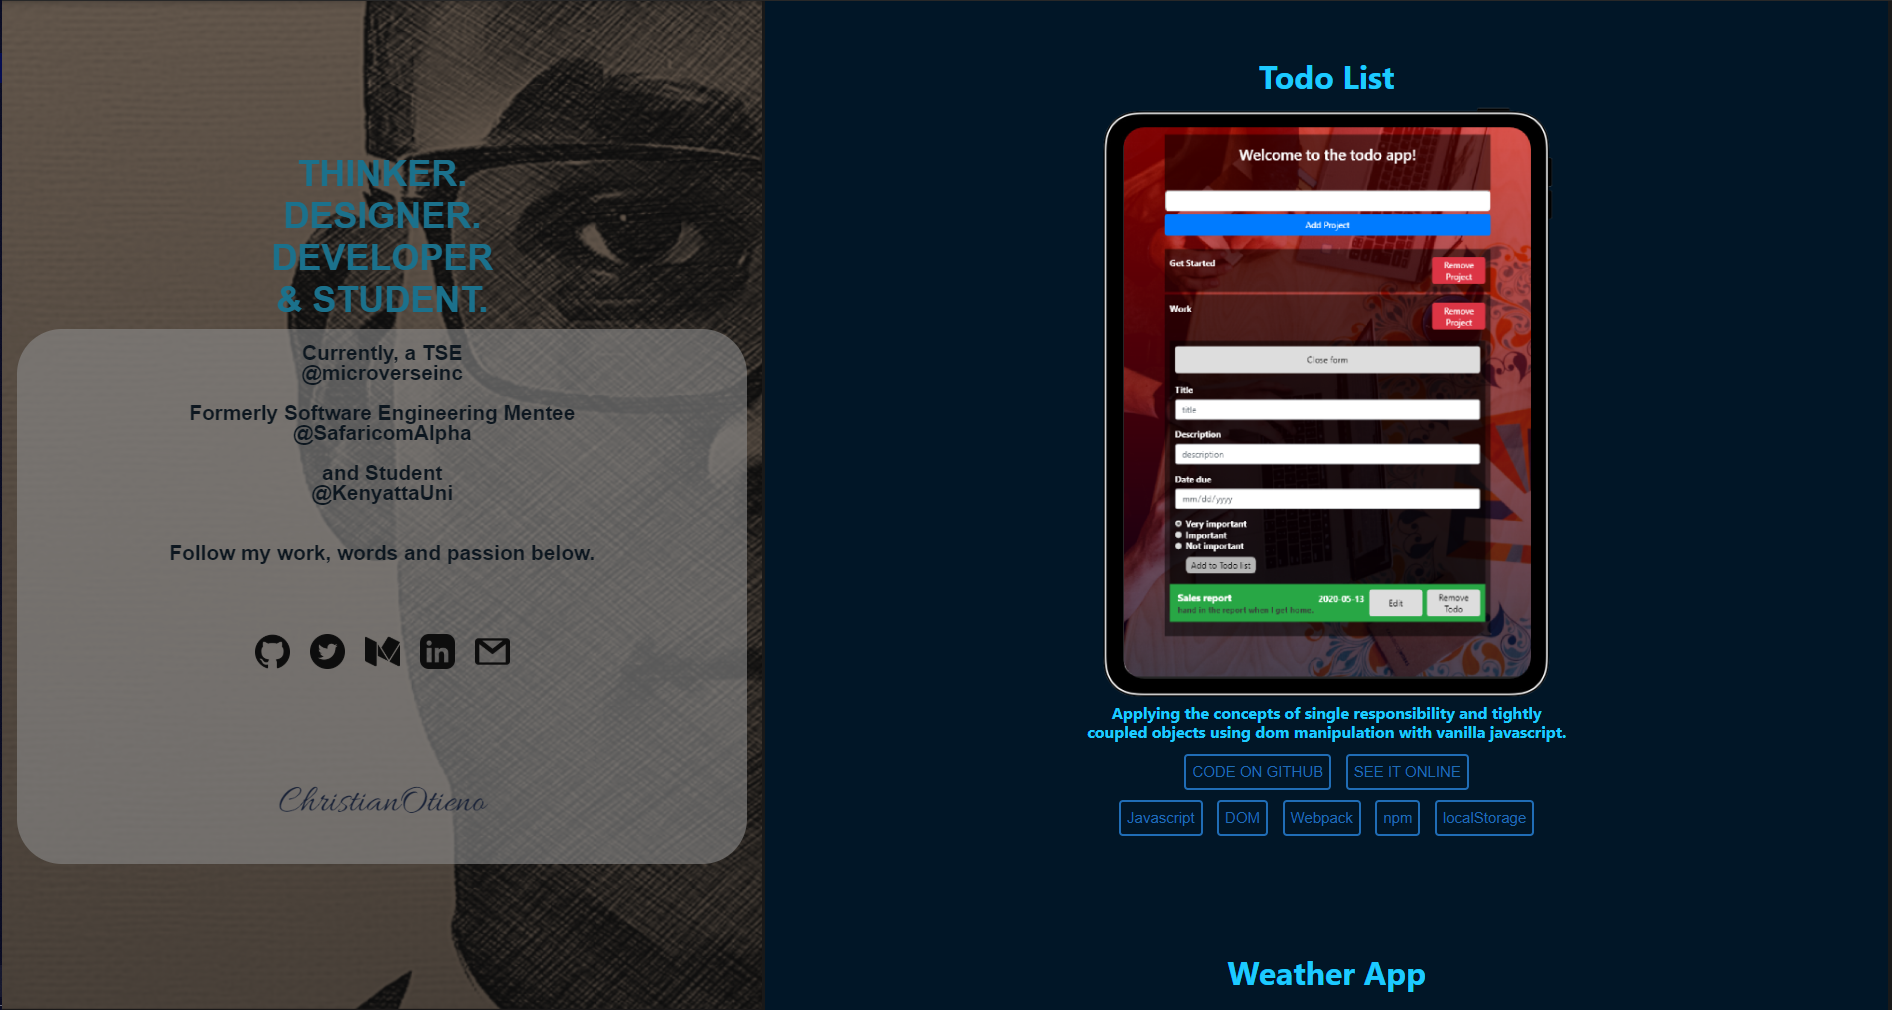 THINKER.
DESIGNER.
DEVELOPER
& STUDENT.
Currently, a TSE
@microverseinc
Formerly Software Engineering Mentee
@SafaricomAlpha
and Student
@KenyattaUni
Follow my work, words and passion below.
ChristianOtieno
Todo List
Welcome to the todo app!
Add Project
Get Started
Remove
Project
Work
Remove
Project
Close form
Title
title
Description
description
Date due
mm/dd/yyyy
Very important
Important
Not important
Add to Todo list
Sales report
hand in the report when I get home.
2020-05-13
Edit
Remove
Todo
Applying the concepts of single responsibility and tightly
coupled objects using dom manipulation with vanilla javascript.
CODE ON GITHUB SEE IT ONLINE
Javascript DOM Webpack npm localStorage
Weather App